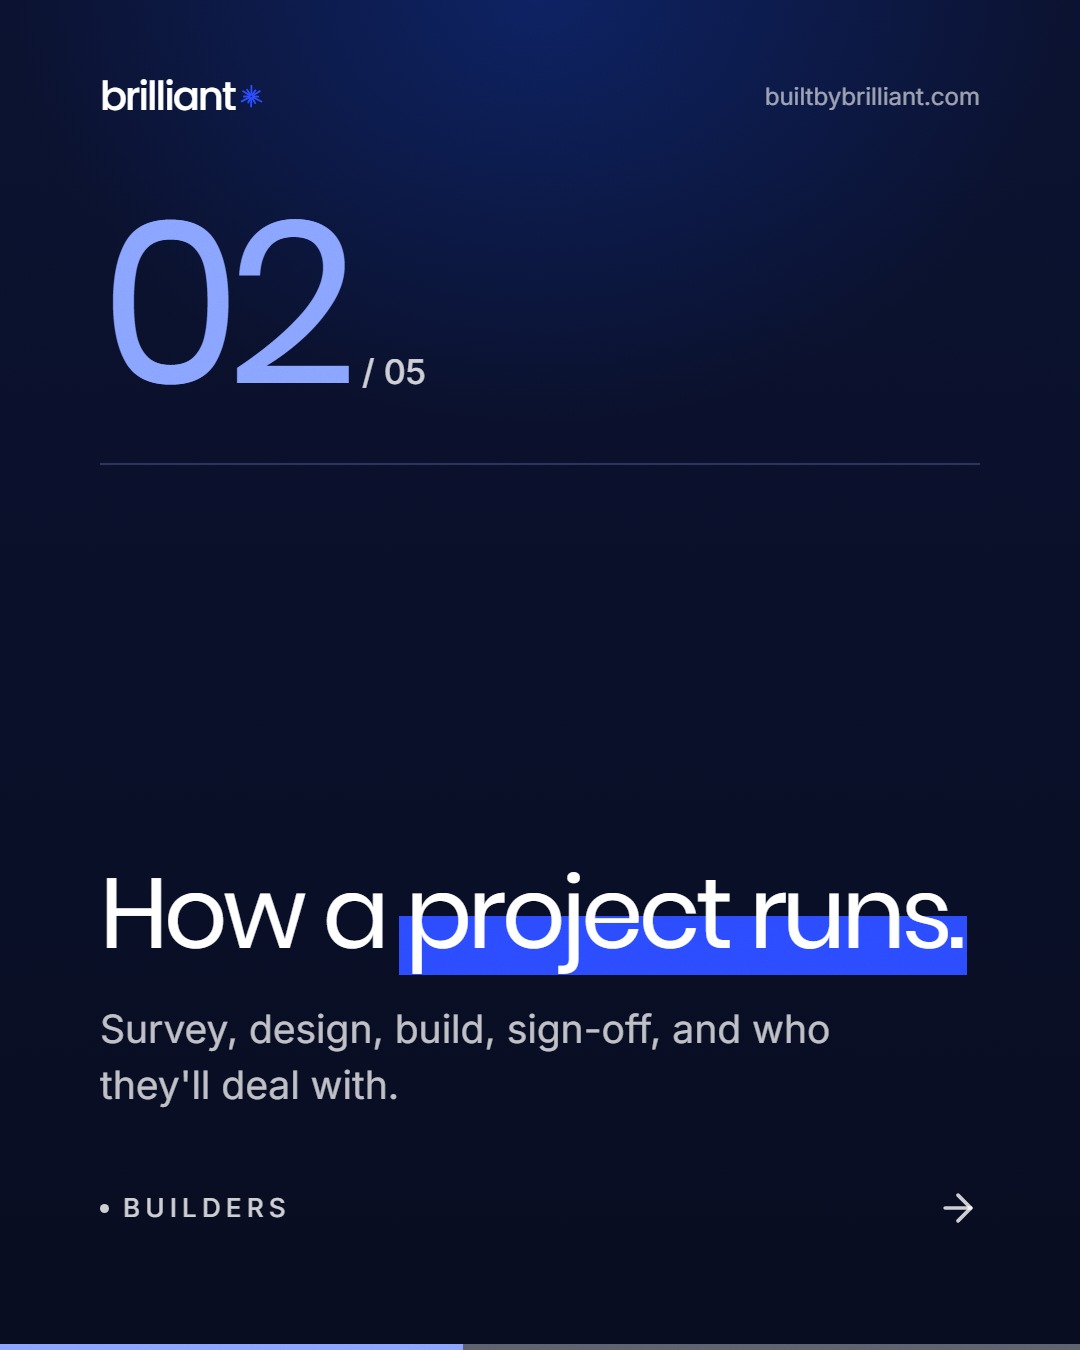 brilliant
builtbybrilliant.com
02 / 05
How a project runs.
Survey, design, build, sign-off, and who
they'll deal with.
• BUILDERS